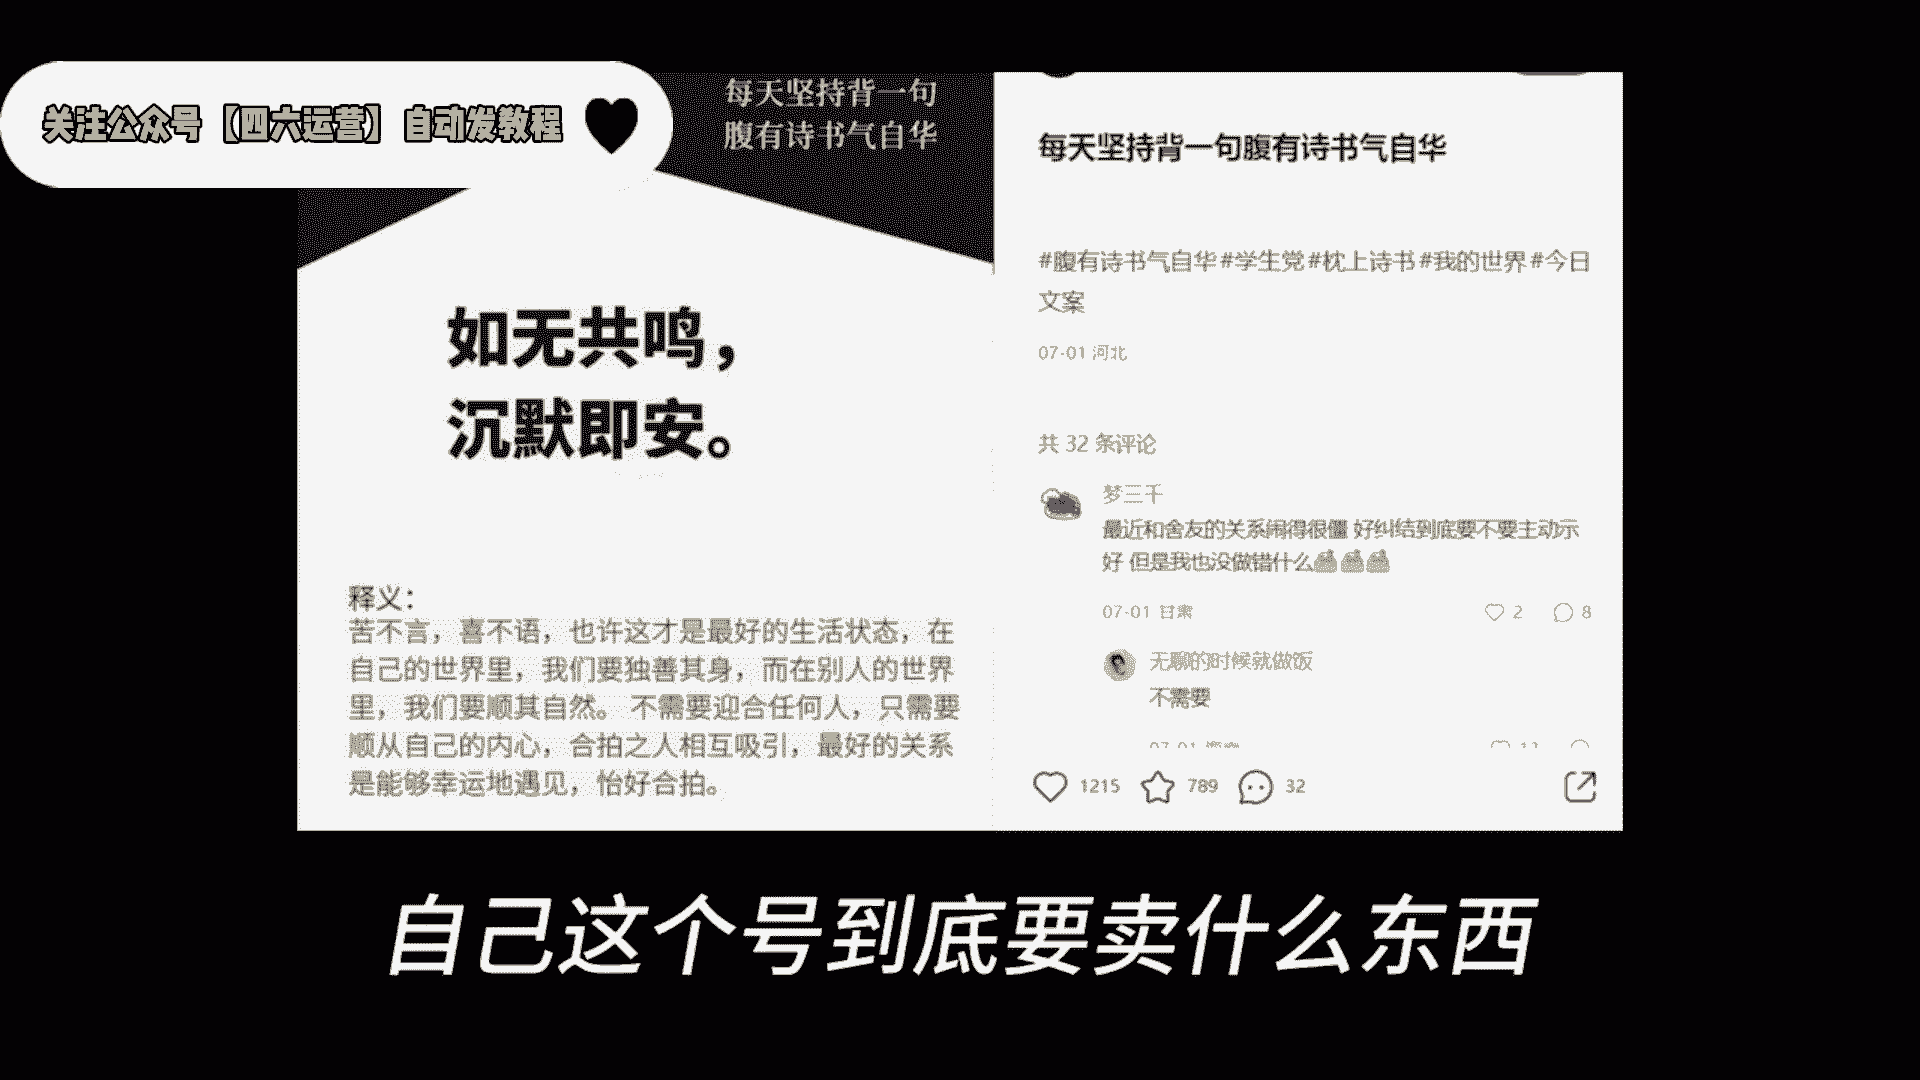 关注公众号【四六运营】自动发教程
每天坚持背一句
腹有诗书气自华
如无共鸣，
沉默即安。
释义：
苦不言，喜不语，也许这才是最好的生活状态，在
自己的世界里，我们要独善其身，而在别人的世界
里，我们要顺其自然。 不需要迎合任何人，只需要
顺从自己的内心，合拍之人相互吸引，最好的关系
是能够幸运地遇见，恰好合拍。
每天坚持背一句腹有诗书气自华
#腹有诗书气自华#学生党#枕上诗书#我的世界#今日
文案
07-01 河北
共 32 条评论
梦三千
最近和舍友的关系闹得很僵 好纠结到底要不要主动示
好 但是我也没做错什么
07-01 甘肃
2
8
无聊的时候就做饭
不需要
1215
789
32
自己这个号到底要卖什么东西